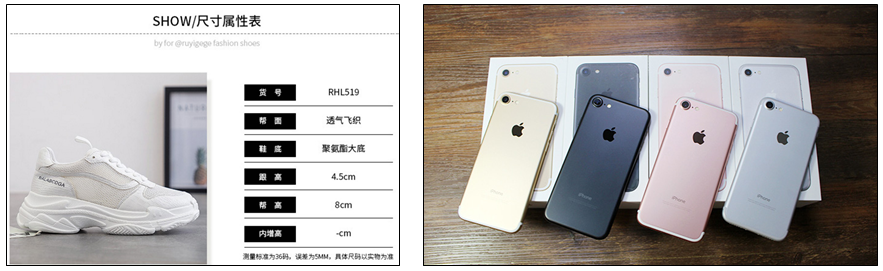 SHOW/尺寸属性表
by for @ruyigege fashion shoes
货 号 RHL519
帮 面 透气飞织
鞋 底 聚氨酯大底
跟 高 4.5cm
帮 高 8cm
内增高 -cm
测量标准为36码。误差为5MM，具体尺寸以实物为准
iPhone
iPhone
iPhone
iPhone